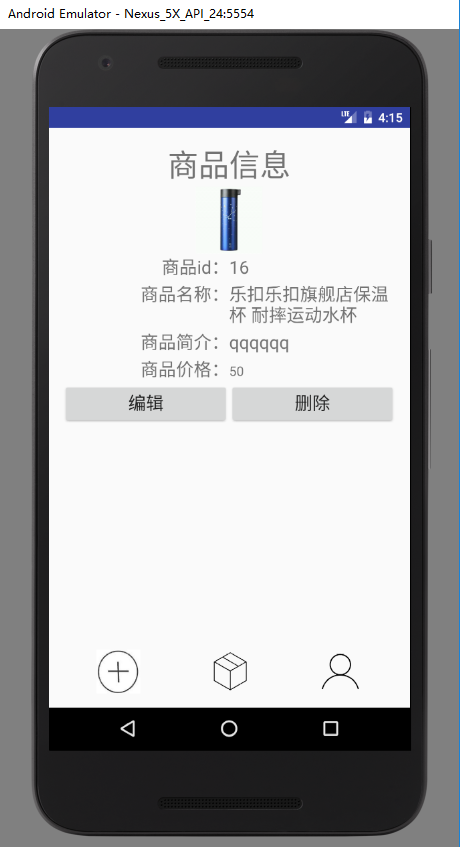 Android Emulator - Nexus_5X_API_24:5554
LTE 4:15
商品信息
商品id：16
商品名称：乐扣乐扣旗舰店保温
杯 耐摔运动水杯
商品简介：qqqqqq
商品价格：50
编辑 删除